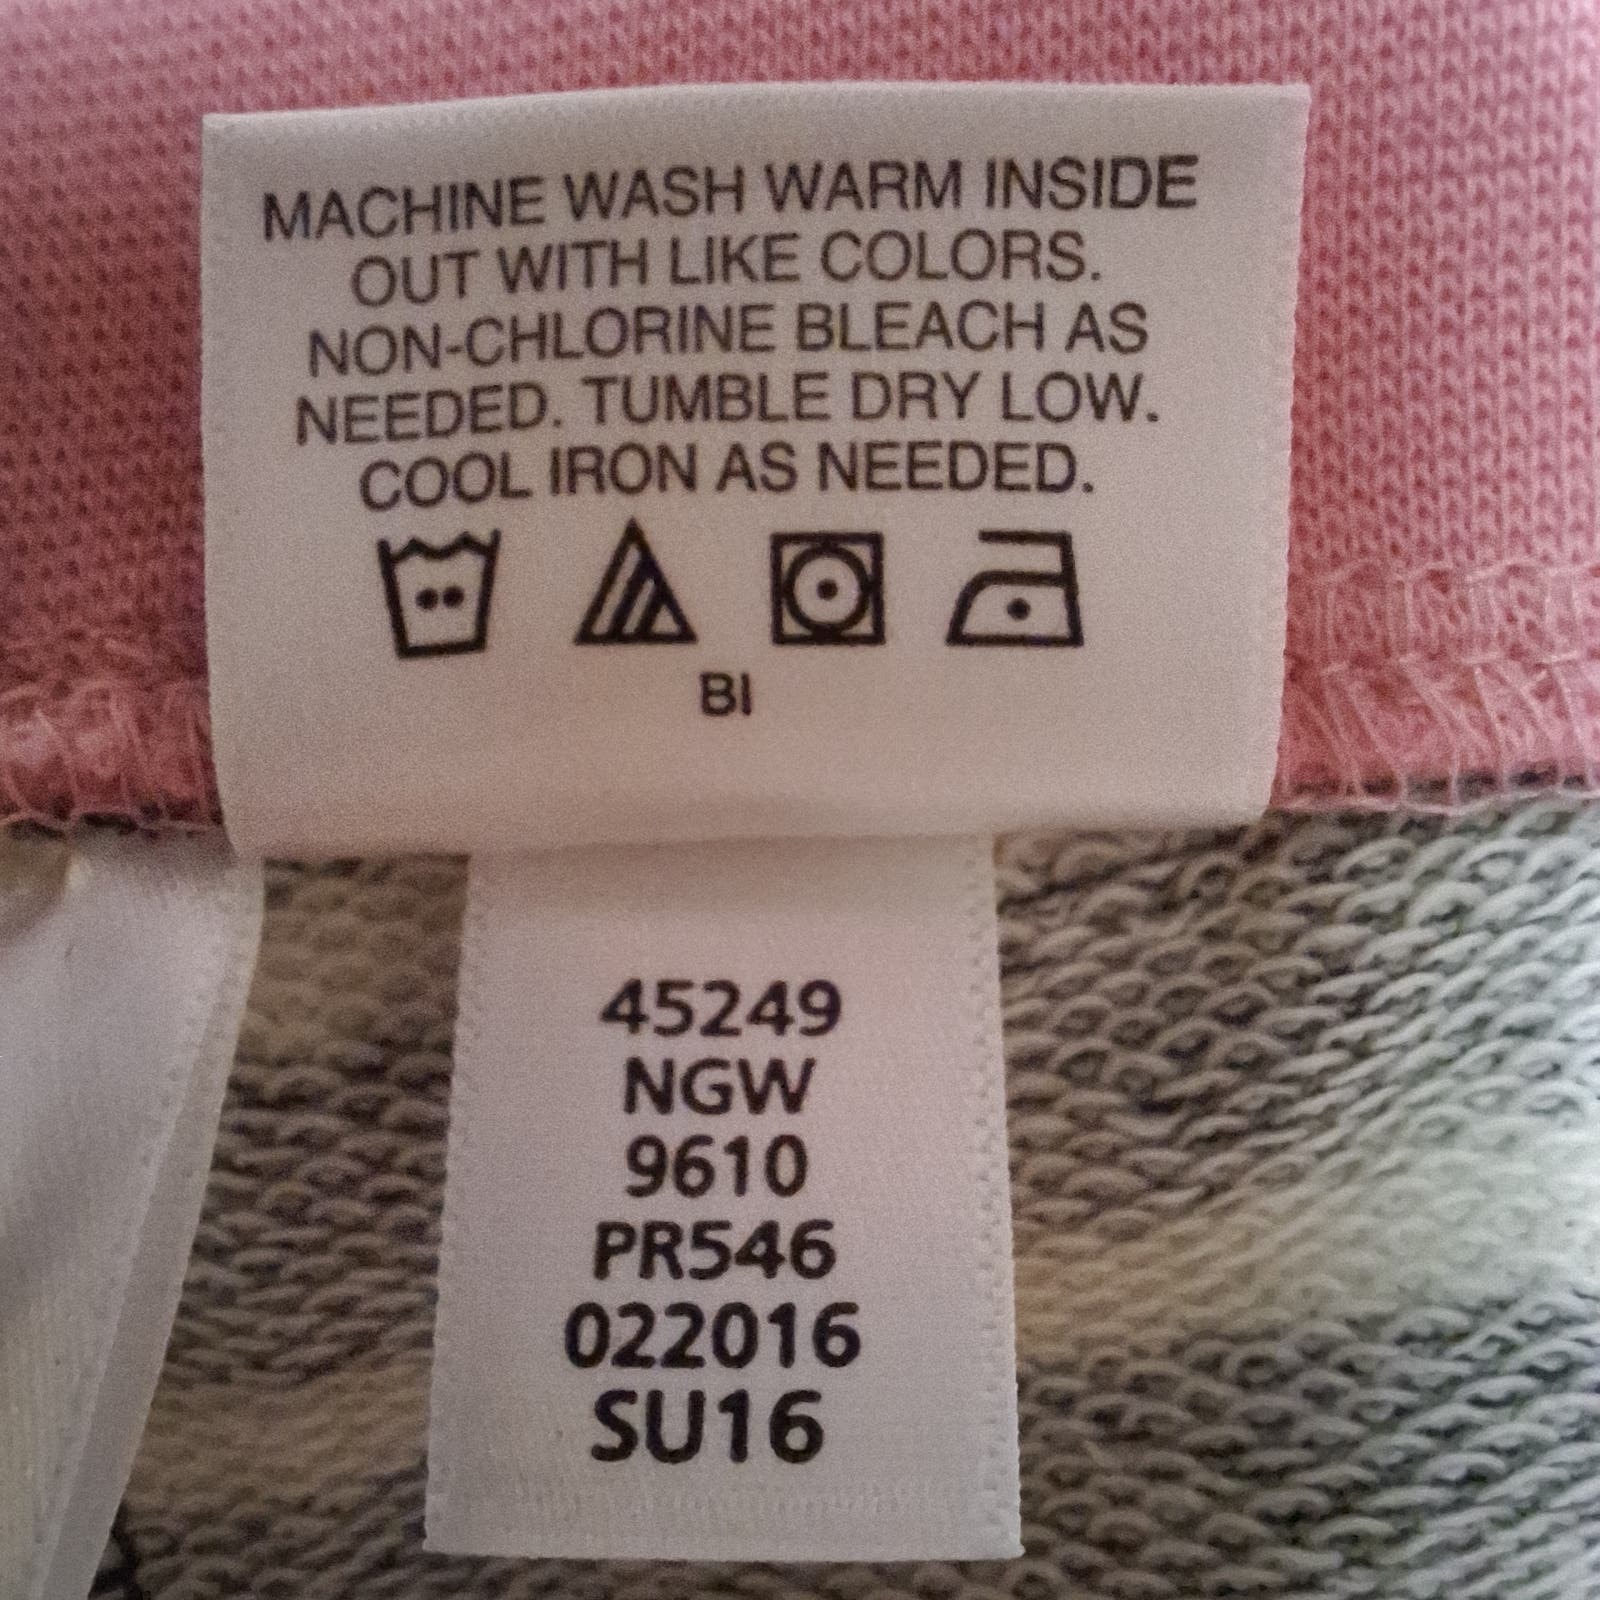 MACHINE WASH WARM INSIDE
OUT WITH LIKE COLORS.
NON-CHLORINE BLEACH AS
NEEDED. TUMBLE DRY LOW.
COOL IRON AS NEEDED.
BI
45249
NGW
9610
PR546
022016
SU16